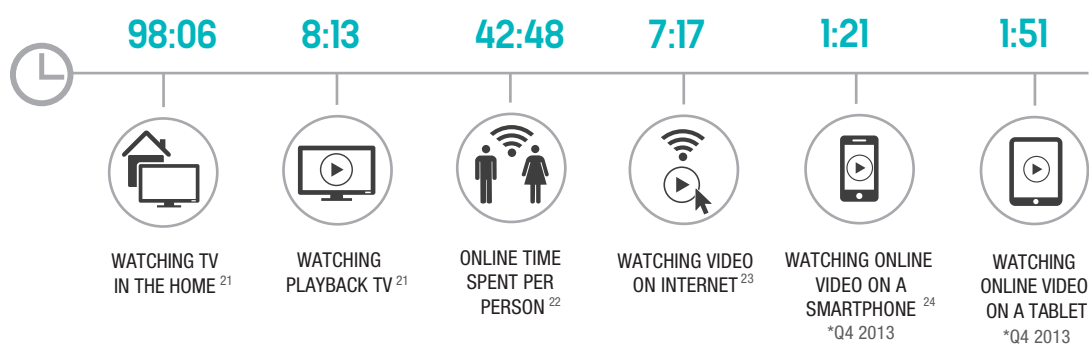 98:06
8:13
42:48
7:17
1:21
1:51
WATCHING TV
IN THE HOME 21
WATCHING
PLAYBACK TV 21
ONLINE TIME
SPENT PER
PERSON 22
WATCHING VIDEO
ON INTERNET 23
WATCHING ONLINE
VIDEO ON A
SMARTPHONE 24
*Q4 2013
WATCHING
ONLINE VIDEO
ON A TABLET
*Q4 2013